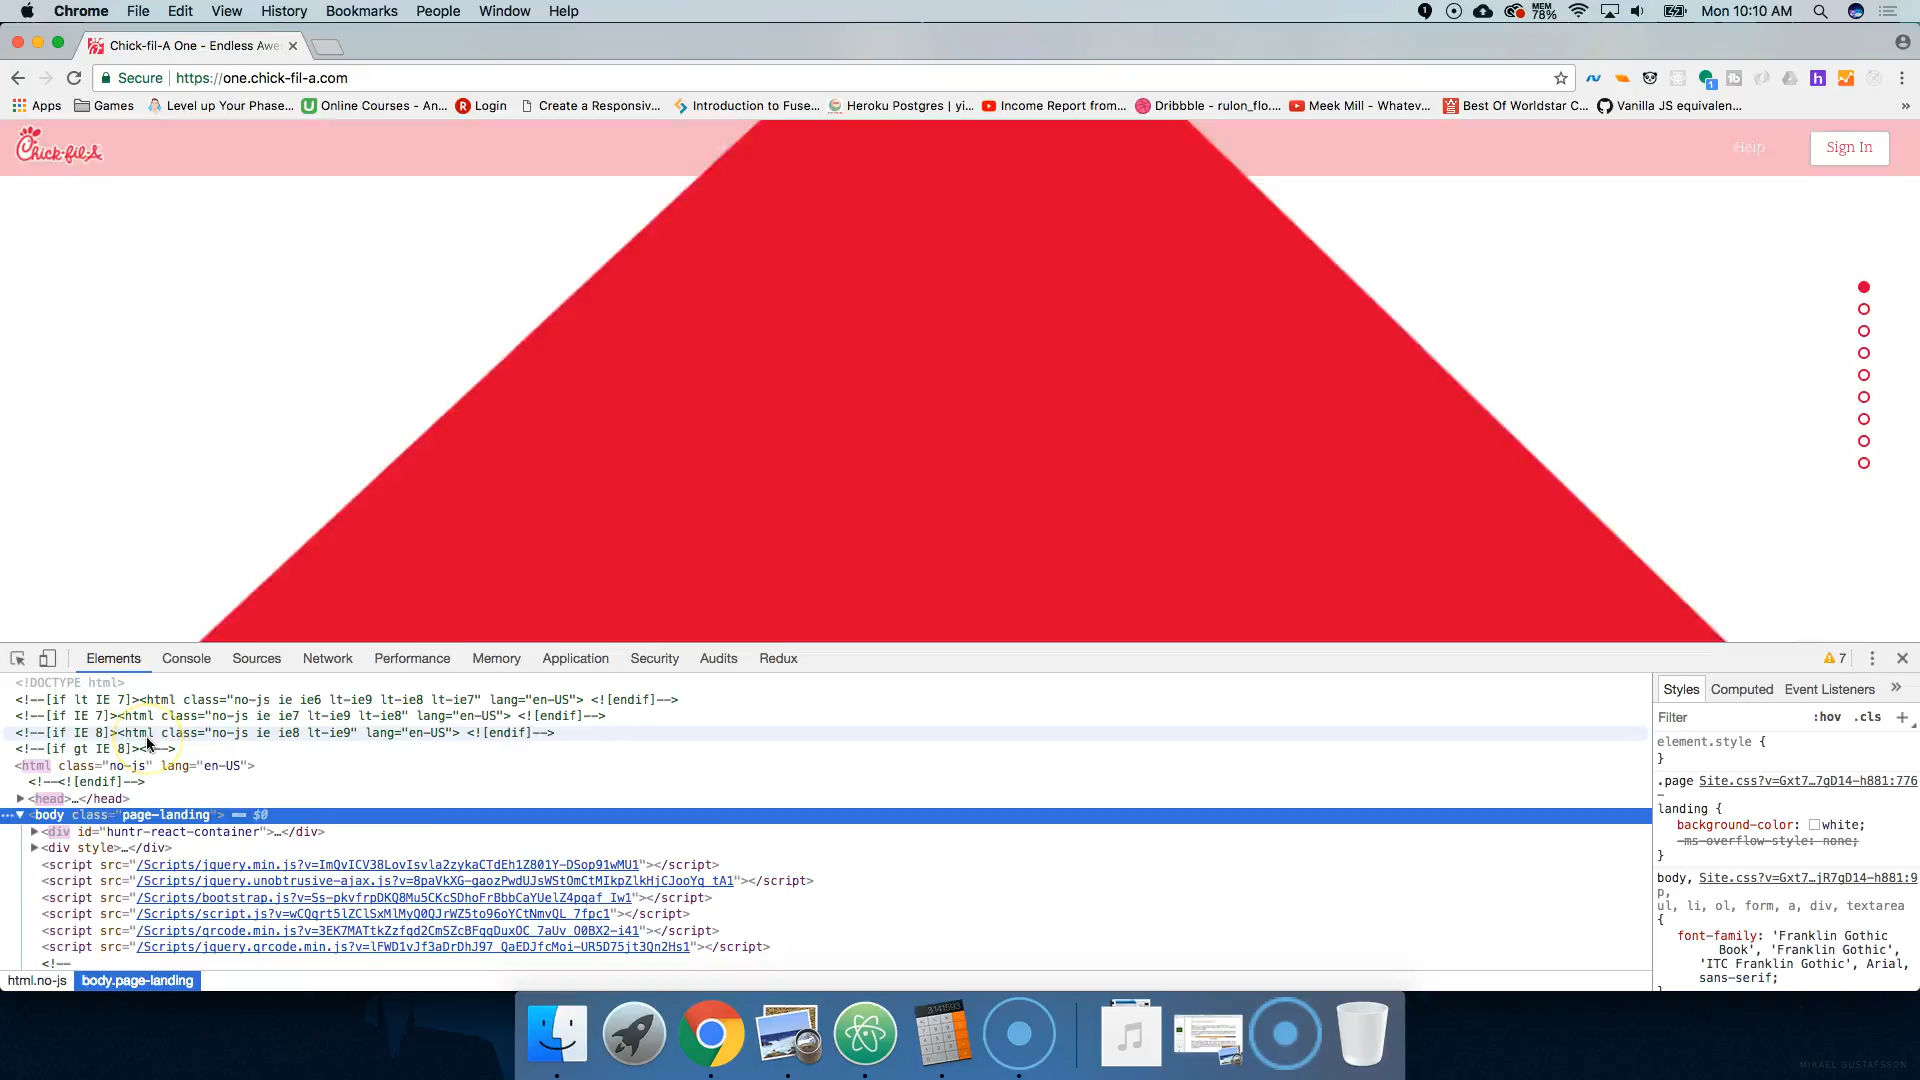 Chrome File Edit View History Bookmarks People Window Help MEM 78% Mon 10:10 AM
Chick-fil-A One - Endless Awe
Secure https://one.chick-fil-a.com
Apps Games Level up Your Phase... Online Courses - An... Login Create a Responsiv... Introduction to Fuse... Heroku Postgres | yi... Income Report from... Dribbble - rulon_flo.... Meek Mill - Whatev... Best Of Worldstar C... Vanilla JS equivalen... »
Chick-fil-A Help Sign In
Elements Console Sources Network Performance Memory Application Security Audits Redux 7
<!DOCTYPE html>
<!--[if lt IE 7]><html class="no-js ie ie6 lt-ie9 lt-ie8 lt-ie7" lang="en-US"> <![endif]-->
<!--[if IE 7]><html class="no-js ie ie7 lt-ie9 lt-ie8" lang="en-US"> <![endif]-->
<!--[if IE 8]><html class="no-js ie ie8 lt-ie9" lang="en-US"> <![endif]-->
<!--[if gt IE 8]><!-->
<html class="no-js" lang="en-US">
<!--<![endif]-->
<head>…</head>
<body class="page-landing"> == $0
<div id="huntr-react-container">…</div>
<div style>…</div>
<script src="/Scripts/jquery.min.js?v=ImQvICV38LovIsvla2zykaCTdEh1Z801Y-DSop91wMU1"></script>
<script src="/Scripts/jquery.unobtrusive-ajax.js?v=8paVkXG-gaozPwdUJsWStOmCtMIkpZlkHjCJooYq_tA1"></script>
<script src="/Scripts/bootstrap.js?v=Ss-pkvfrpDKQ8Mu5CKcSDhoFrBbbCaYUelZ4pqaf_Iw1"></script>
<script src="/Scripts/script.js?v=wCQqrt5lZClSxMlMyQ0QJrWZ5to96oYCtNmvQL_7fpc1"></script>
<script src="/Scripts/qrcode.min.js?v=3EK7MATtkZzfqd2CmSZcBFqqDuxOC_7aUv_O0BX2-i41"></script>
<script src="/Scripts/jquery.qrcode.min.js?v=lFWD1vJf3aDrDhJ97_QaEDJfcMoi-UR5D75jt3Qn2Hs1"></script>
<!--
html.no-js body.page-landing
Styles Computed Event Listeners »
Filter :hov .cls +
element.style {
}
.page Site.css?v=Gxt7…7gD14-h881:776
-
landing {
background-color: white;
-ms-overflow-style: none;
}
body, Site.css?v=Gxt7…jR7gD14-h881:9
p,
ul, li, ol, form, a, div, textarea
{
font-family: 'Franklin Gothic
Book', 'Franklin Gothic',
'ITC Franklin Gothic', Arial,
sans-serif;
}
3.141593
MIKAEL GUSTAFSSON